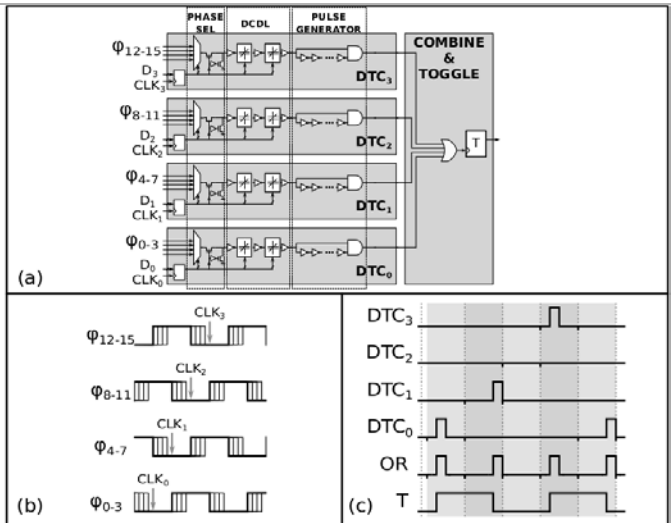 PHASE SEL DCDL PULSE GENERATOR
COMBINE & TOGGLE
φ12-15
D3
CLK3
DTC3
φ8-11
D2
CLK2
DTC2
T
φ4-7
D1
CLK1
DTC1
φ0-3
D0
CLK0
DTC0
(a)
CLK3
φ12-15
CLK2
φ8-11
CLK1
φ4-7
CLK0
φ0-3
(b)
DTC3
DTC2
DTC1
DTC0
OR
T
(c)